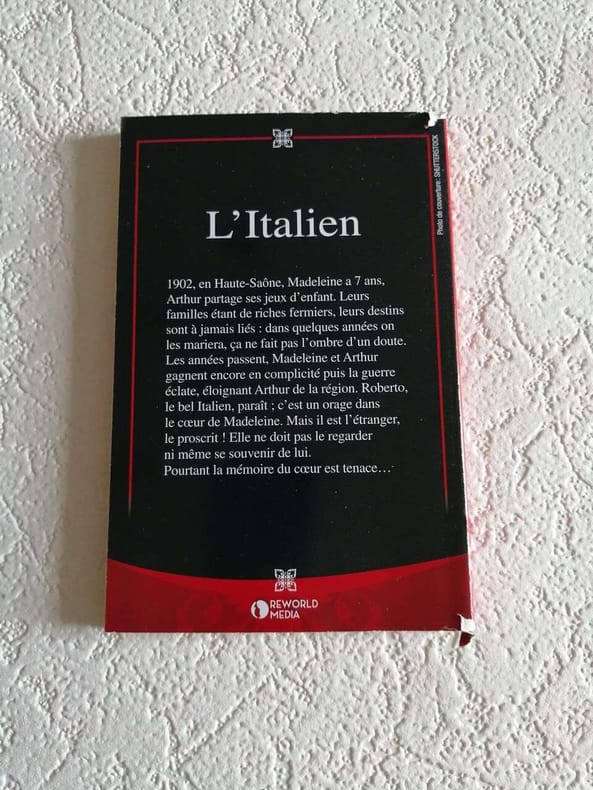 L'Italien
1902, en Haute-Saône, Madeleine a 7 ans,
Arthur partage ses jeux d'enfant. Leurs
familles étant de riches fermiers, leurs destins
sont à jamais liés : dans quelques années on
les mariera, ça ne fait pas l'ombre d'un doute.
Les années passent, Madeleine et Arthur
gagnent encore en complicité puis la guerre
éclate, éloignant Arthur de la région. Roberto,
le bel Italien, paraît ; c'est un orage dans
le cœur de Madeleine. Mais il est l'étranger,
le proscrit ! Elle ne doit pas le regarder
ni même se souvenir de lui.
Pourtant la mémoire du cœur est tenace…
Photo de couverture : SHUTTERSTOCK
REWORLD
MEDIA